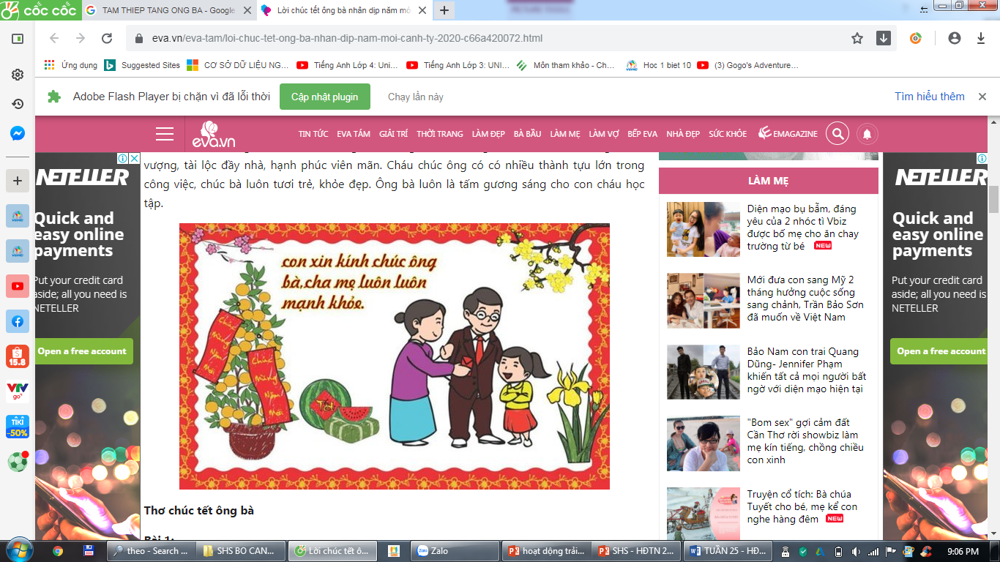 cốc cốc
TAM THIEP TANG ONG BA - Google
Lời chúc tết ông bà nhân dịp năm mó
eva.vn/eva-tam/loi-chuc-tet-ong-ba-nhan-dip-nam-moi-canh-ty-2020-c66a420072.html
Ứng dụng
Suggested Sites
CƠ SỞ DỮ LIỆU NG...
Tiếng Anh Lớp 4: Uni...
Tiếng Anh Lớp 3: UNI...
Môn tham khảo - Ch...
Hoc 1 biet 10
(3) Gogo's Adventure...
Adobe Flash Player bị chặn vì đã lỗi thời
Cập nhật plugin
Chạy lần này
Tìm hiểu thêm
eva.vn
TIN TỨC
EVA TÁM
GIẢI TRÍ
THỜI TRANG
LÀM ĐẸP
BÀ BẦU
LÀM MẸ
LÀM VỢ
BẾP EVA
NHÀ ĐẸP
SỨC KHỎE
EMAGAZINE
NETELLER
Quick and
easy online
payments
Put your credit card
aside; all you need is
NETELLER
Open a free account
15.8
VTV
go
TIKI
-50%
vượng, tài lộc đầy nhà, hạnh phúc viên mãn. Cháu chúc ông có có nhiều thành tựu lớn trong
công việc, chúc bà luôn tươi trẻ, khỏe đẹp. Ông bà luôn là tấm gương sáng cho con cháu học
tập.
con xin kính chúc ông
bà,cha mẹ luôn luôn
mạnh khỏe.
Chúc
Mừng
Năm
Mới
Chúc
Mừng
Năm
Mới
Thơ chúc tết ông bà
Bài 1:
LÀM MẸ
Diện mạo bụ bẫm, đáng
yêu của 2 nhóc tì Vbiz
được bố mẹ cho ăn chay
trường từ bé NEW
Mới đưa con sang Mỹ 2
tháng hưởng cuộc sống
sang chảnh, Trần Bảo Sơn
đã muốn về Việt Nam
Bảo Nam con trai Quang
Dũng- Jennifer Phạm
khiến tất cả mọi người bất
ngờ với diện mạo hiện tại
"Bom sex" gợi cảm đất
Cần Thơ rời showbiz làm
mẹ kín tiếng, chồng chiều
con xinh
Truyện cổ tích: Bà chúa
Tuyết cho bé, mẹ kể con
nghe hàng đêm NEW
NETELLER
Quick and
easy online
payments
Put your credit card
aside; all you need is
NETELLER
Open a free account
theo - Search ...
SHS BO CAN...
Lời chúc tết ô...
Zalo
hoạt động trải...
SHS - HĐTN 2...
TUẦN 25 - HĐ...
9:06 PM